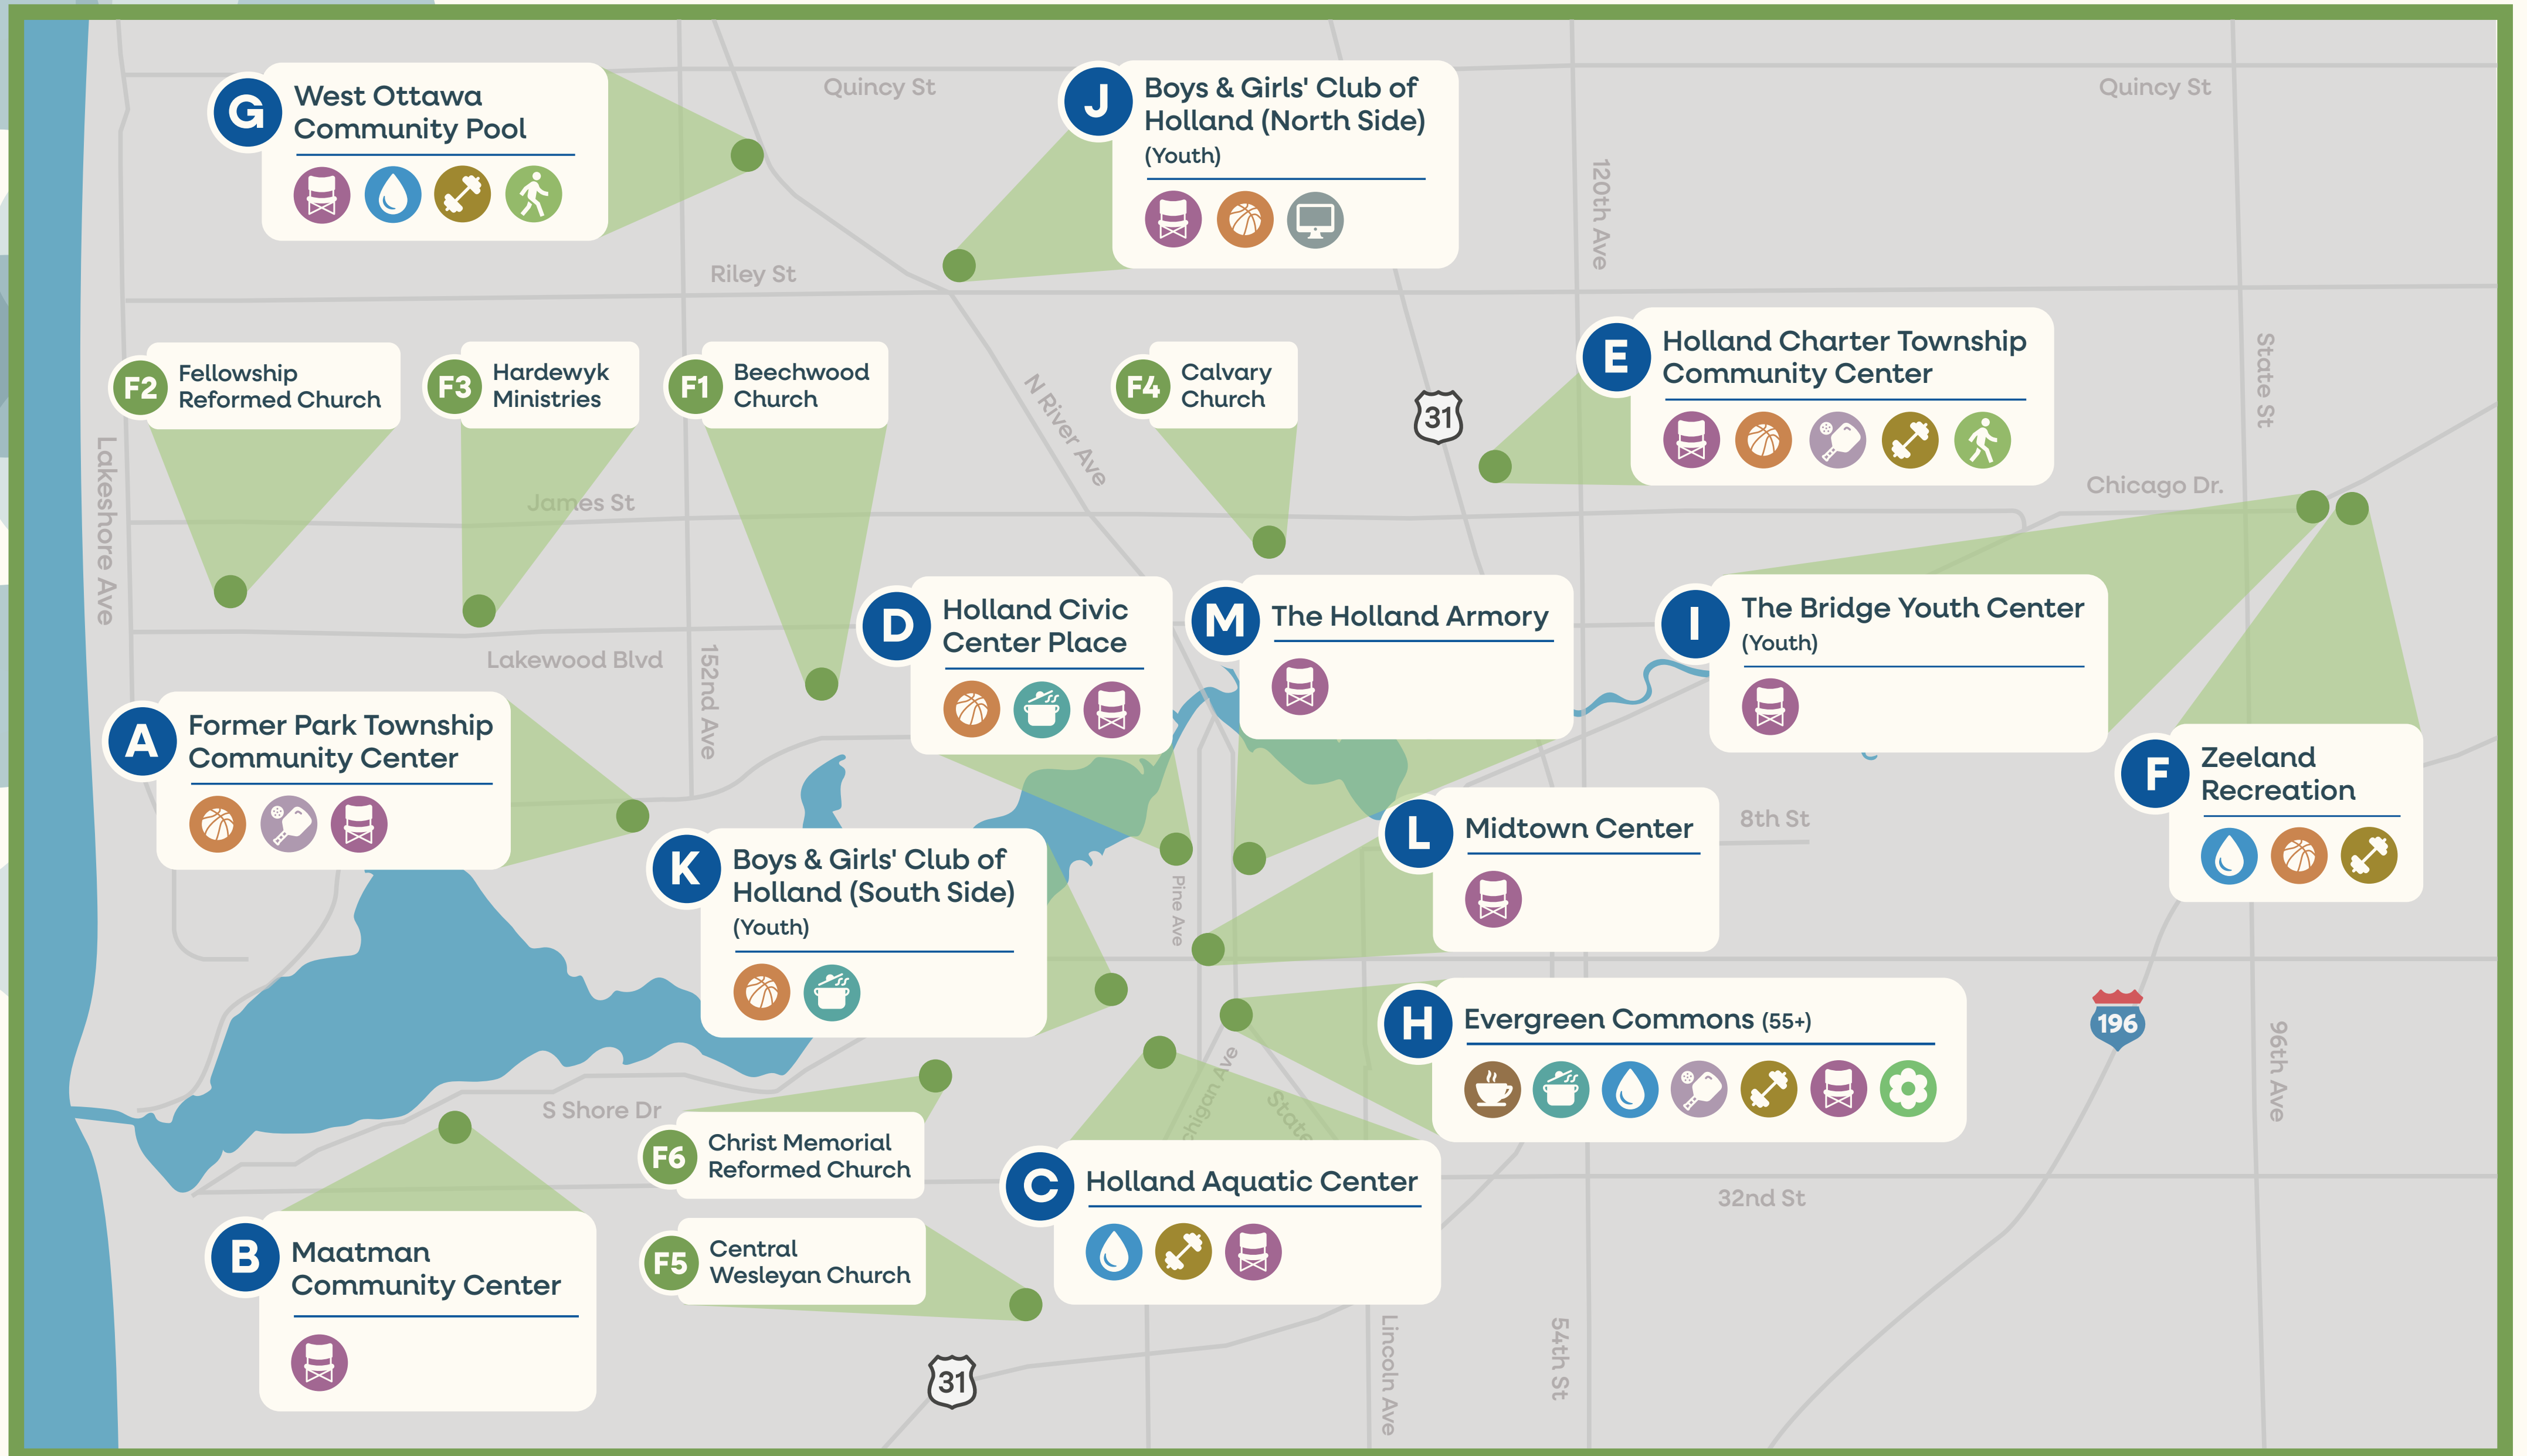 Quincy St
Quincy St
G
West Ottawa
Community Pool
J
Boys & Girls' Club of
Holland (North Side)
(Youth)
120th Ave
Riley St
E
Holland Charter Township
Community Center
State St
F2
Fellowship
Reformed Church
F3
Hardewyk
Ministries
F1
Beechwood
Church
F4
Calvary
Church
N River Ave
31
Lakeshore Ave
James St
Chicago Dr.
D
Holland Civic
Center Place
M
The Holland Armory
I
The Bridge Youth Center
(Youth)
Lakewood Blvd
152nd Ave
A
Former Park Township
Community Center
F
Zeeland
Recreation
K
Boys & Girls' Club of
Holland (South Side)
(Youth)
Pine Ave
L
Midtown Center
8th St
H
Evergreen Commons (55+)
196
96th Ave
S Shore Dr
chigan Ave
State
F6
Christ Memorial
Reformed Church
C
Holland Aquatic Center
32nd St
B
Maatman
Community Center
F5
Central
Wesleyan Church
31
Lincoln Ave
54th St